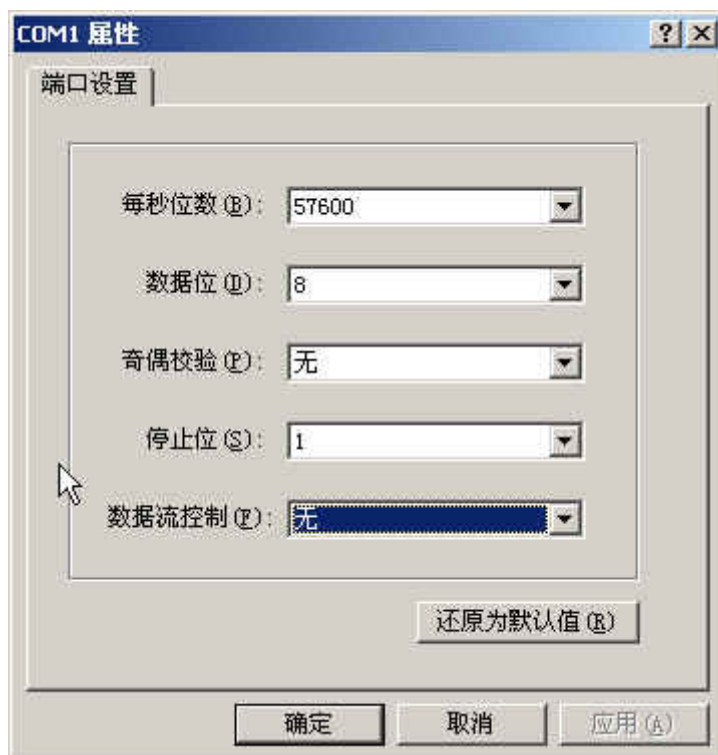 COM1 属性
端口设置
每秒位数(B): 57600
数据位(D): 8
奇偶校验(P): 无
停止位(S): 1
数据流控制(F): 无
还原为默认值(R)
确定 取消 应用(A)